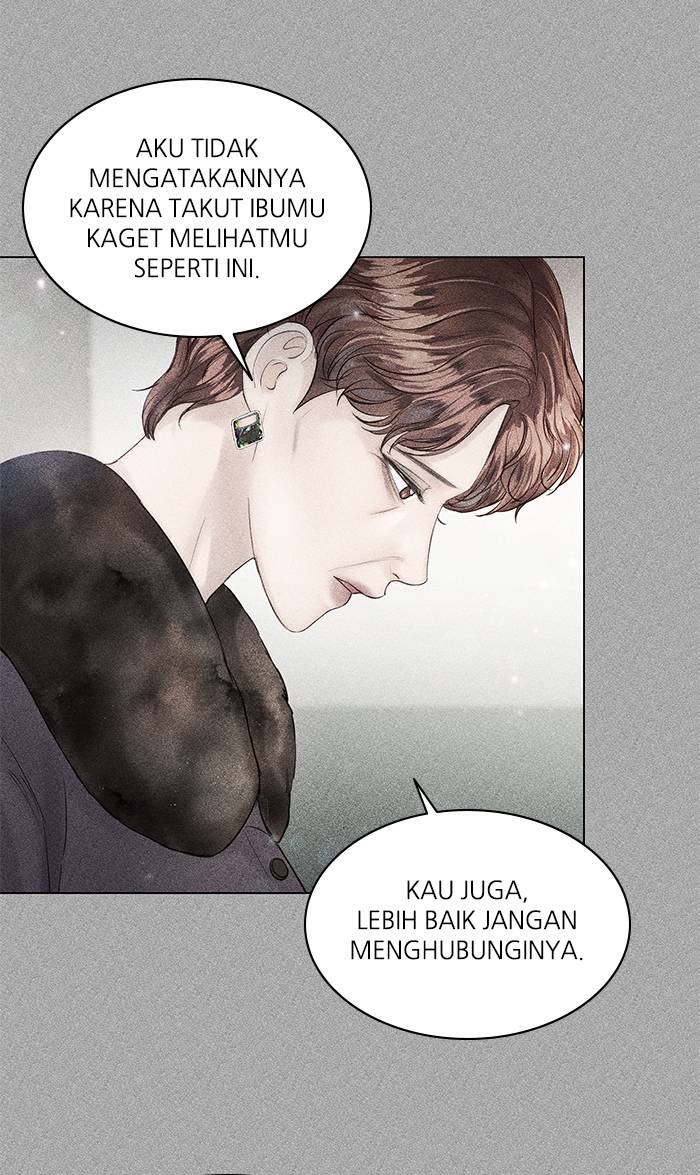 AKU TIDAK
MENGATAKANNYA
KARENA TAKUT IBUMU
KAGET MELIHATMU
SEPERTI INI.
KAU JUGA,
LEBIH BAIK JANGAN
MENGHUBUNGINYA.